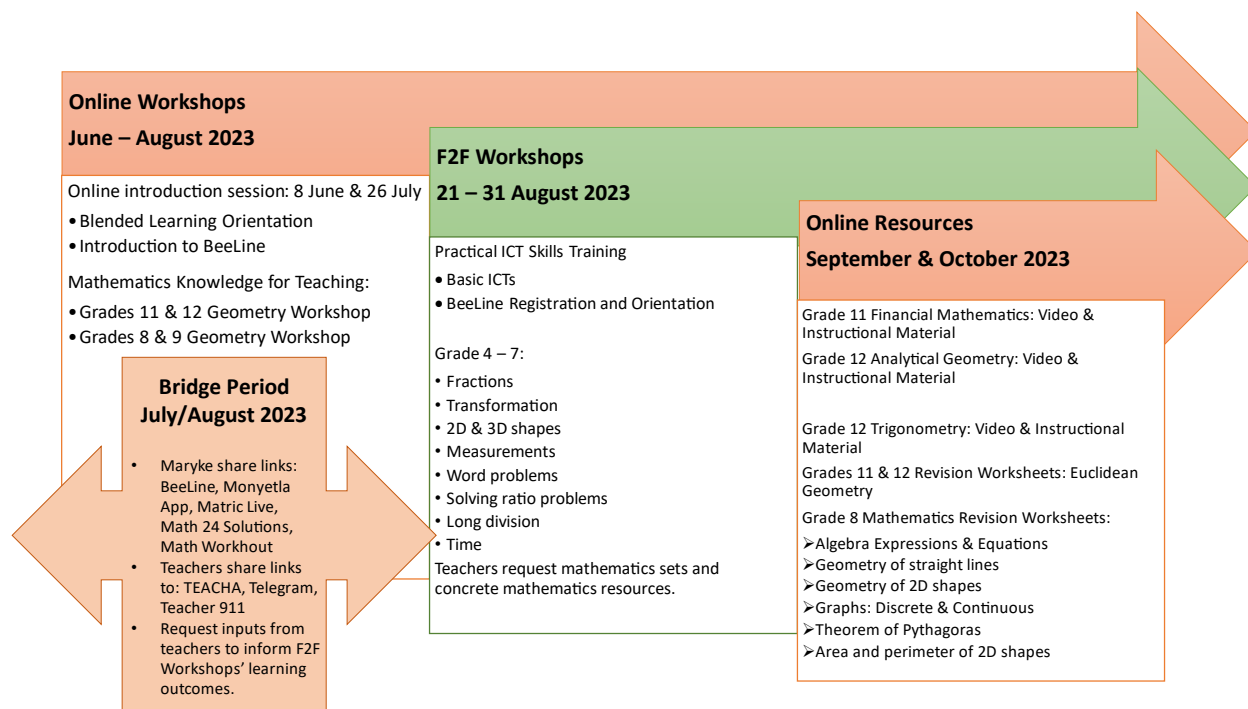 Online Workshops
June – August 2023
Online introduction session: 8 June & 26 July
• Blended Learning Orientation
• Introduction to BeeLine
Mathematics Knowledge for Teaching:
• Grades 11 & 12 Geometry Workshop
• Grades 8 & 9 Geometry Workshop
Bridge Period
July/August 2023
• Maryke share links:
BeeLine, Monyetla
App, Matric Live,
Math 24 Solutions,
Math Workhout
• Teachers share links
to: TEACHA, Telegram,
Teacher 911
• Request inputs from
teachers to inform F2F
Workshops’ learning
outcomes.
F2F Workshops
21 – 31 August 2023
Practical ICT Skills Training
• Basic ICTs
• BeeLine Registration and Orientation
Grade 4 – 7:
• Fractions
• Transformation
• 2D & 3D shapes
• Measurements
• Word problems
• Solving ratio problems
• Long division
• Time
Teachers request mathematics sets and
concrete mathematics resources.
Online Resources
September & October 2023
Grade 11 Financial Mathematics: Video &
Instructional Material
Grade 12 Analytical Geometry: Video &
Instructional Material
Grade 12 Trigonometry: Video & Instructional
Material
Grades 11 & 12 Revision Worksheets: Euclidean
Geometry
Grade 8 Mathematics Revision Worksheets:
➢Algebra Expressions & Equations
➢Geometry of straight lines
➢Geometry of 2D shapes
➢Graphs: Discrete & Continuous
➢Theorem of Pythagoras
➢Area and perimeter of 2D shapes